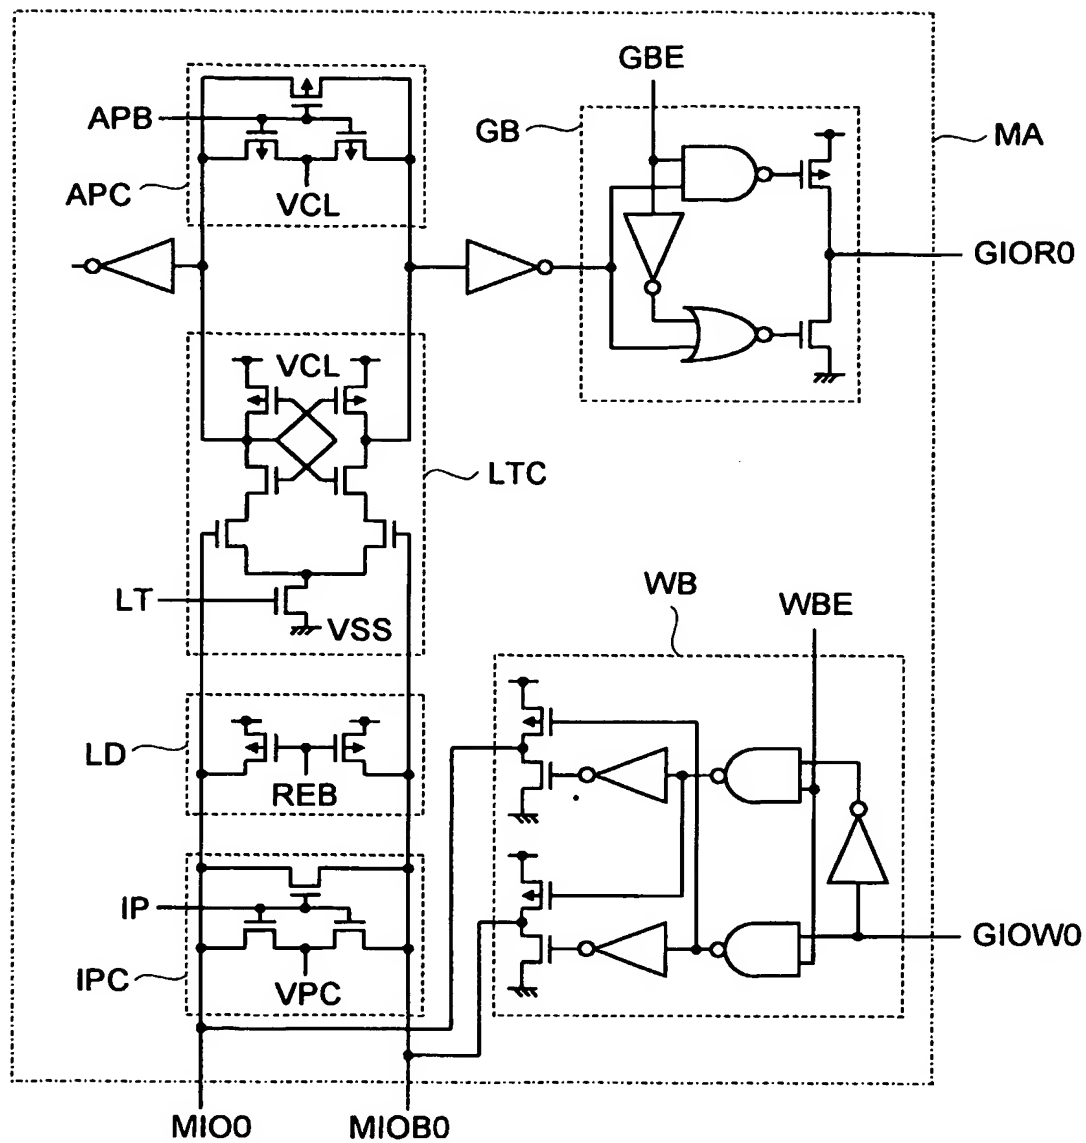 GBE
APB
GB
MA
APC
VCL
GIOR0
VCL
LTC
LT
VSS
WB
WBE
LD
REB
IP
GIOW0
IPC
VPC
MIO0
MIOB0